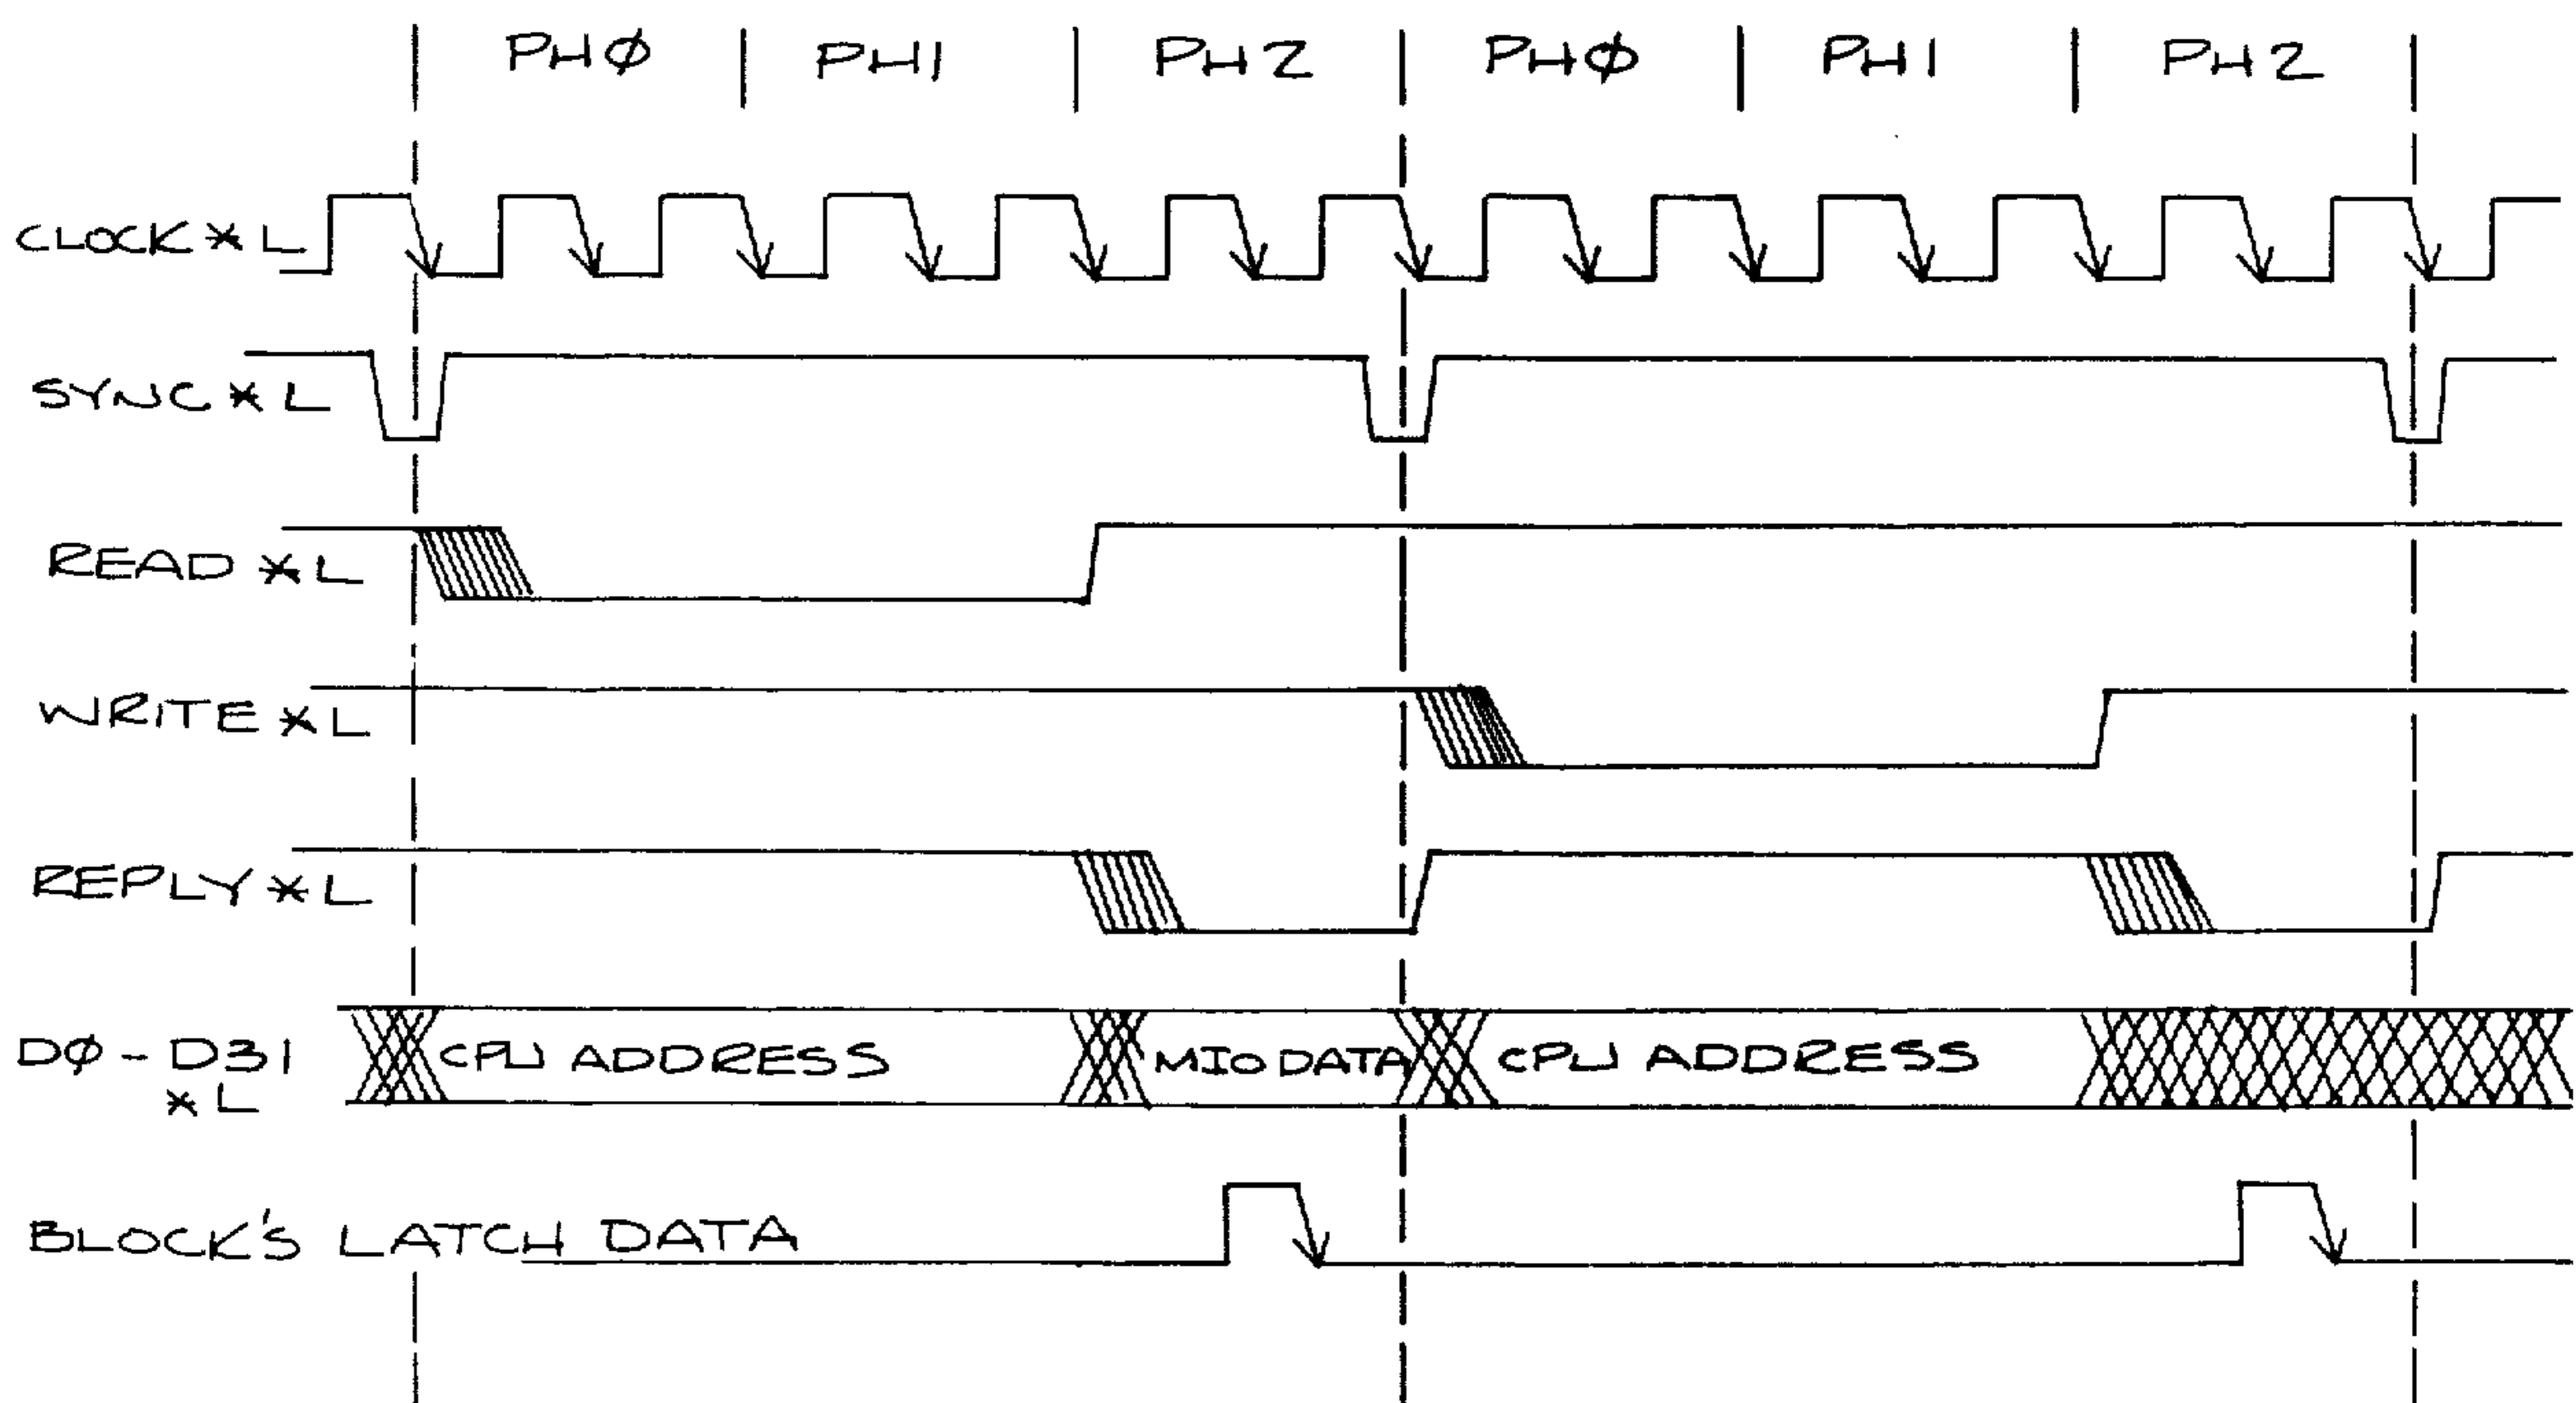 PHØ PH1 PH2 PHØ PH1 PH2
CLOCK * L
SYNC * L
READ * L
WRITE * L
REPLY * L
DØ - D31
* L
CPU ADDRESS MIO DATA CPU ADDRESS
BLOCK'S LATCH DATA